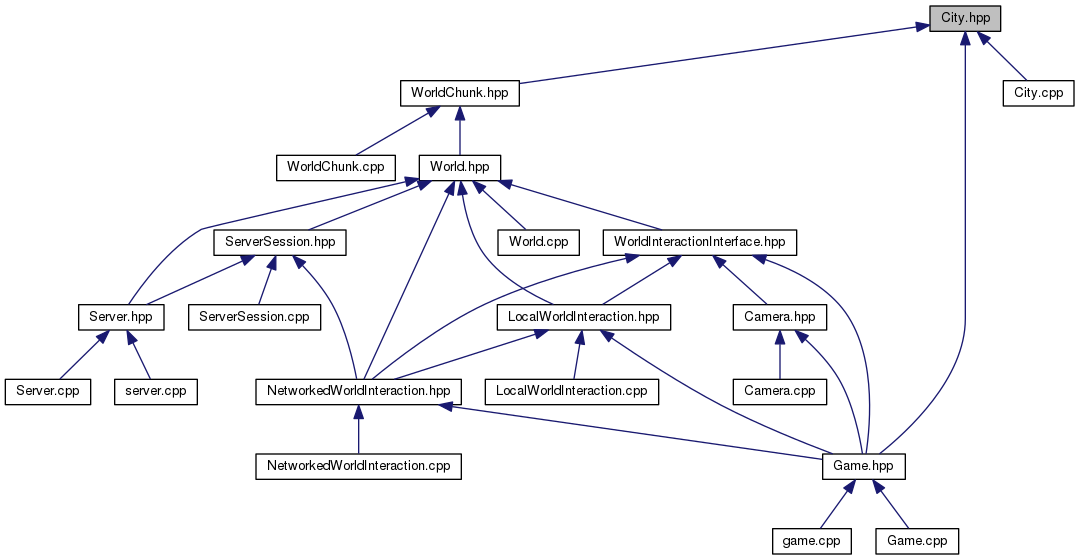 City.hpp
WorldChunk.hpp
City.cpp
WorldChunk.cpp
World.hpp
ServerSession.hpp
World.cpp
WorldInteractionInterface.hpp
Server.hpp
ServerSession.cpp
LocalWorldInteraction.hpp
Camera.hpp
Server.cpp
server.cpp
NetworkedWorldInteraction.hpp
LocalWorldInteraction.cpp
Camera.cpp
NetworkedWorldInteraction.cpp
Game.hpp
game.cpp
Game.cpp